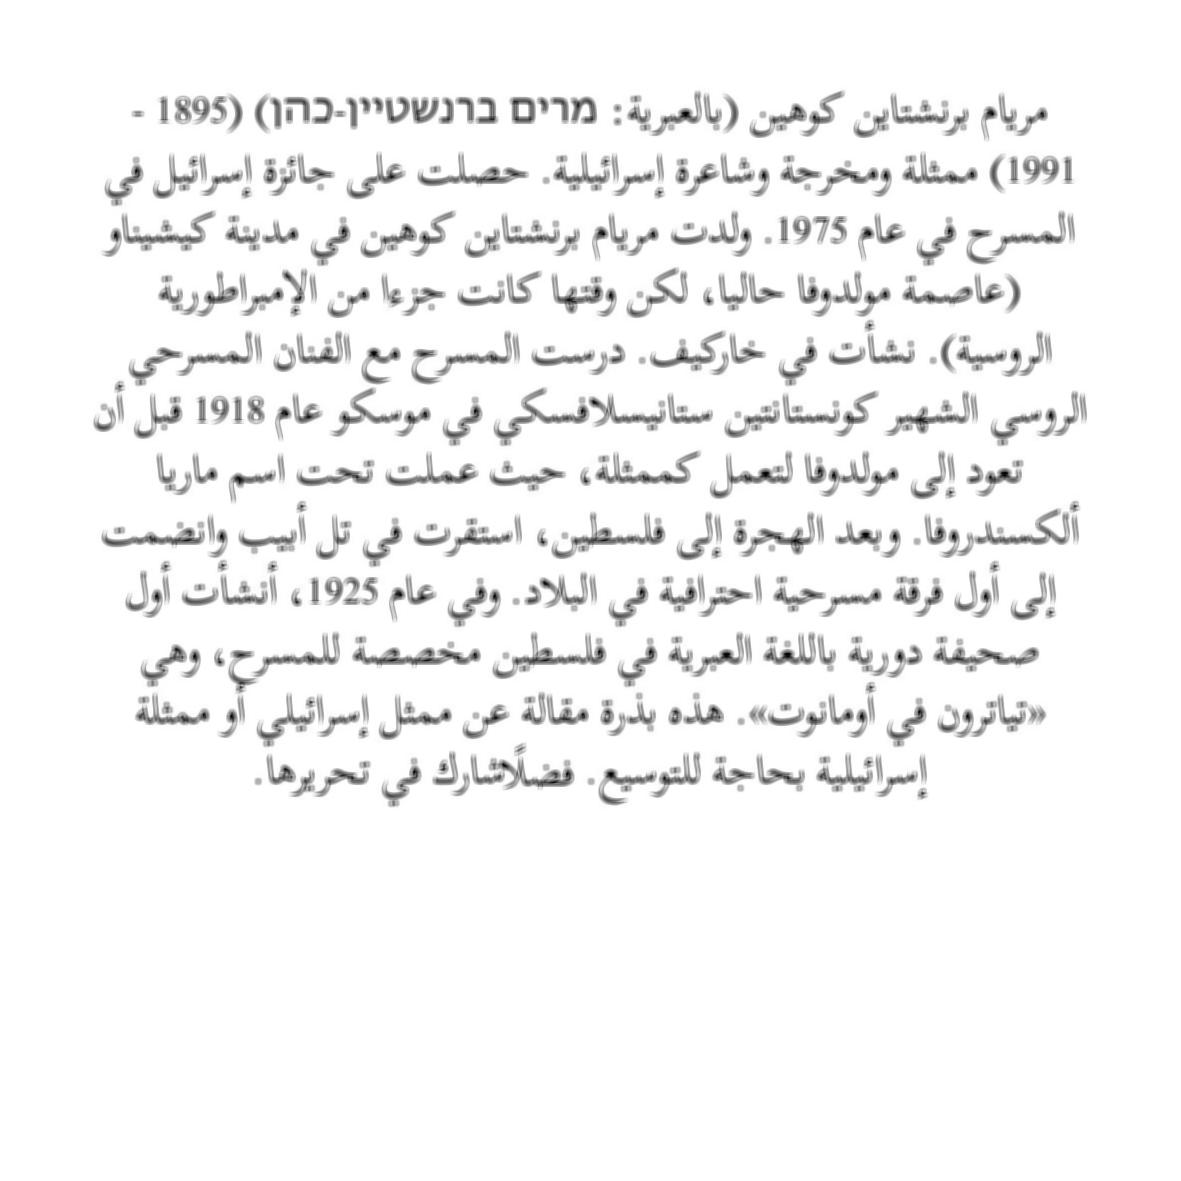 مريام برنشتاين كوهين (بالعبرية: מרים ברנשטיין-כהן) (1895 -
1991) ممثلة ومخرجة وشاعرة إسرائيلية. حصلت على جائزة إسرائيل في
المسرح في عام 1975. ولدت مريام برنشتاين كوهين في مدينة كيشيناو
(عاصمة مولدوفا حاليا، لكن وقتها كانت جزءا من الإمبراطورية
الروسية). نشأت في خاركيف. درست المسرح مع الفنان المسرحي
الروسي الشهير كونستانتين ستانيسلافسكي في موسكو عام 1918 قبل أن
تعود إلى مولدوفا لتعمل كممثلة، حيث عملت تحت اسم ماريا
ألكسندروفا. وبعد الهجرة إلى فلسطين، استقرت في تل أبيب وانضمت
إلى أول فرقة مسرحية احترافية في البلاد. وفي عام 1925، أنشأت أول
صحيفة دورية باللغة العبرية في فلسطين مخصصة للمسرح، وهي
«تياترون في أومانوت». هذه بذرة مقالة عن ممثل إسرائيلي أو ممثلة
إسرائيلية بحاجة للتوسيع. فضلًاشارك في تحريرها.